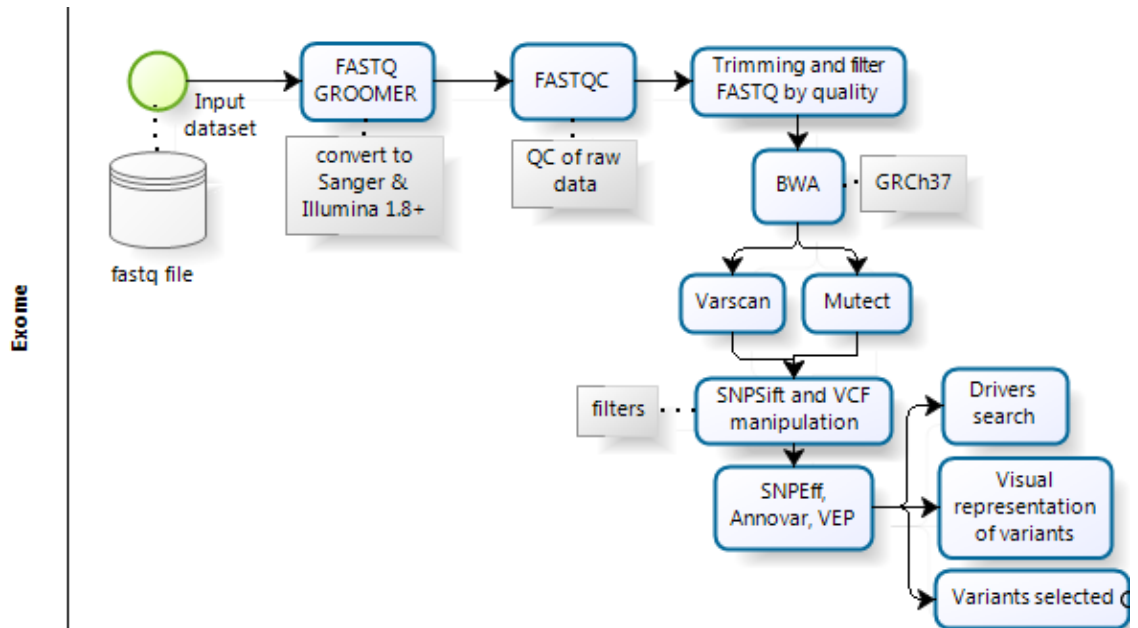 Exome
Input
dataset
fastq file
FASTQ
GROOMER
convert to
Sanger &
Illumina 1.8+
FASTQC
QC of raw
data
Trimming and filter
FASTQ by quality
BWA
GRCh37
Varscan
Mutect
filters
SNPSift and VCF
manipulation
SNPEff,
Annovar, VEP
Drivers
search
Visual
representation
of variants
Variants selected